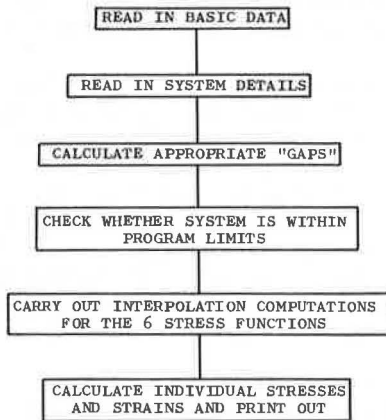 READ IN BASIC DATA
READ IN SYSTEM DETAILS
CALCULATE APPROPRIATE "GAPS"
CHECK WHETHER SYSTEM IS WITHIN
PROGRAM LIMITS
CARRY OUT INTERPOLATION COMPUTATIONS
FOR THE 6 STRESS FUNCTIONS
CALCULATE INDIVIDUAL STRESSES
AND STRAINS AND PRINT OUT